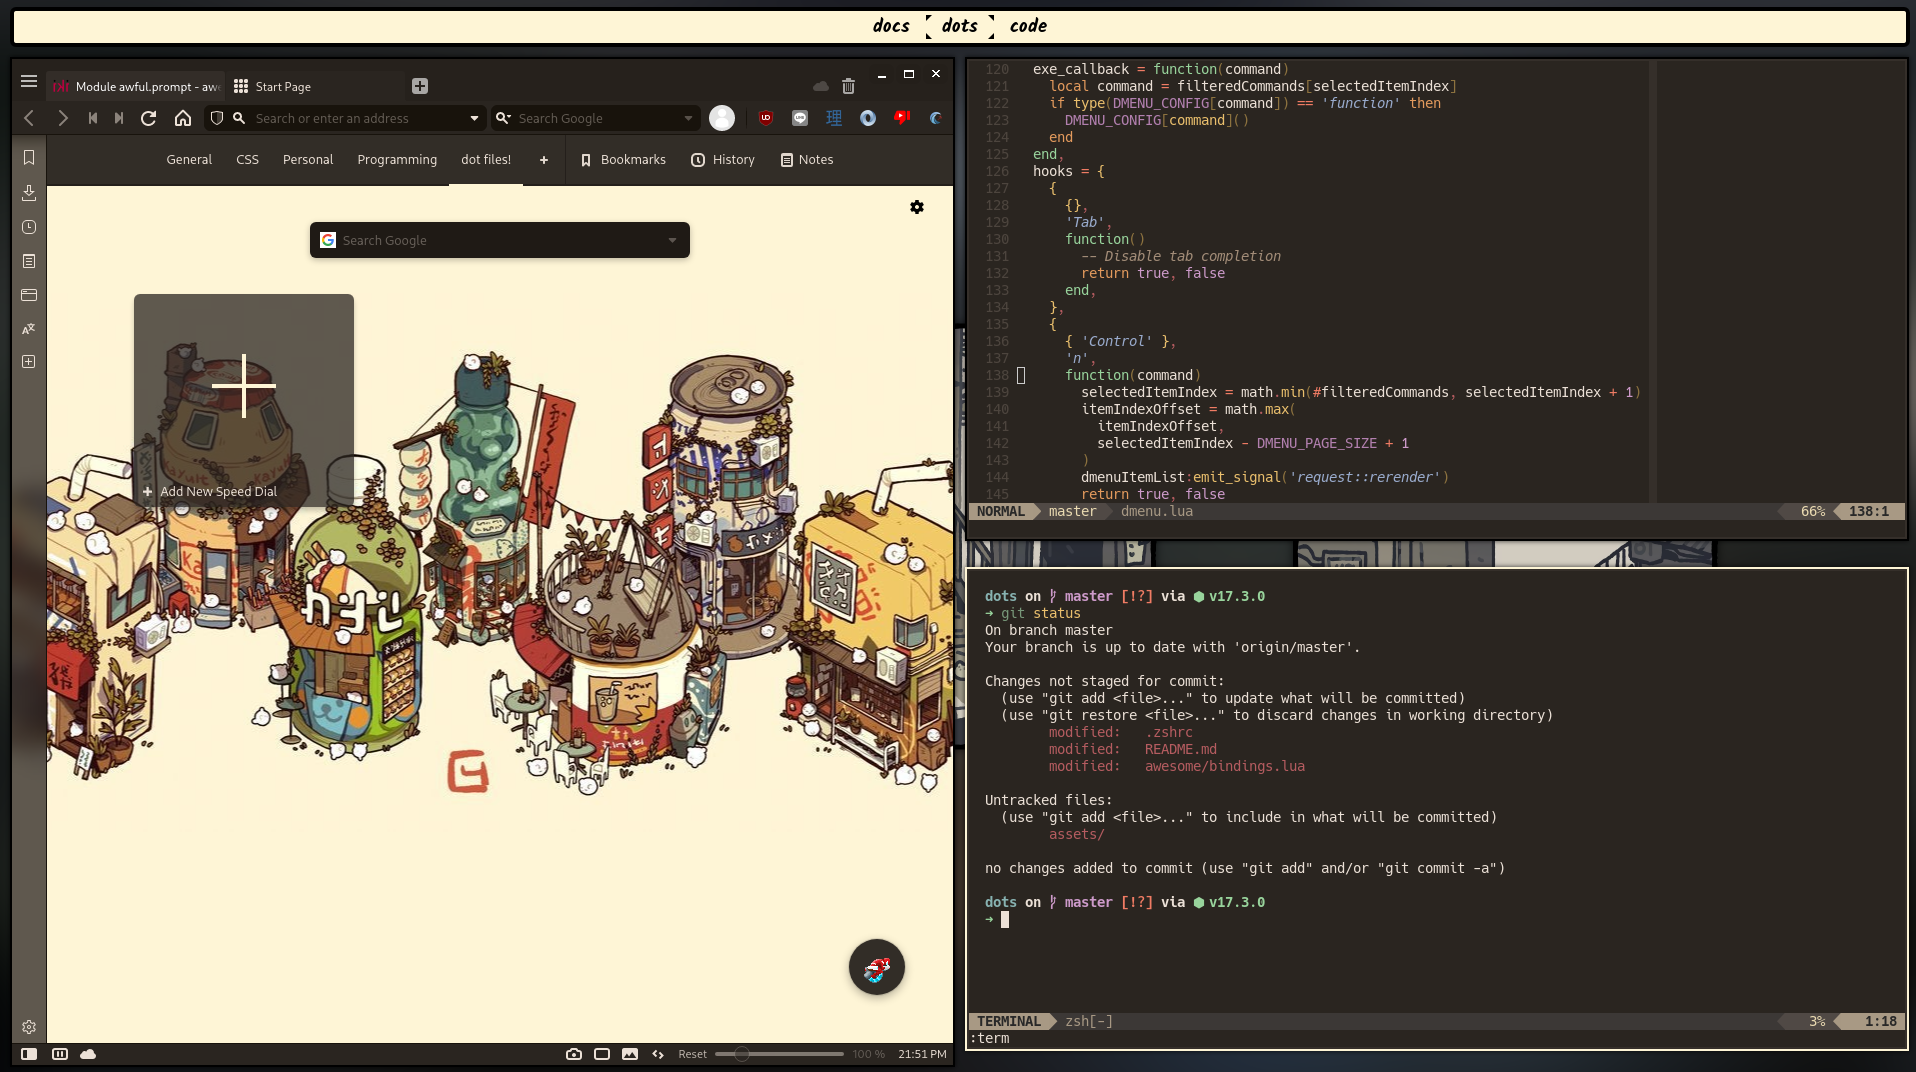 docs dots code
Module awful.prompt - aw
Start Page
Search or enter an address
Search Google
General CSS Personal Programming dot files! + Bookmarks History Notes
Search Google
+ Add New Speed Dial
Reset 100 % 21:51 PM
120 exe_callback = function(command)
121 local command = filteredCommands[selectedItemIndex]
122 if type(DMENU_CONFIG[command]) == 'function' then
123 DMENU_CONFIG[command]()
124 end
125 end,
126 hooks = {
127 {
128 {},
129 'Tab',
130 function()
131 -- Disable tab completion
132 return true, false
133 end,
134 },
135 {
136 { 'Control' },
137 'n',
138 function(command)
139 selectedItemIndex = math.min(#filteredCommands, selectedItemIndex + 1)
140 itemIndexOffset = math.max(
141 itemIndexOffset,
142 selectedItemIndex - DMENU_PAGE_SIZE + 1
143 )
144 dmenuItemList:emit_signal('request::rerender')
145 return true, false
NORMAL master dmenu.lua 66% 138:1
dots on master [!?] via v17.3.0
➜ git status
On branch master
Your branch is up to date with 'origin/master'.
Changes not staged for commit:
(use "git add <file>..." to update what will be committed)
(use "git restore <file>..." to discard changes in working directory)
modified: .zshrc
modified: README.md
modified: awesome/bindings.lua
Untracked files:
(use "git add <file>..." to include in what will be committed)
assets/
no changes added to commit (use "git add" and/or "git commit -a")
dots on master [!?] via v17.3.0
➜
TERMINAL zsh[-] 3% 1:18
:term